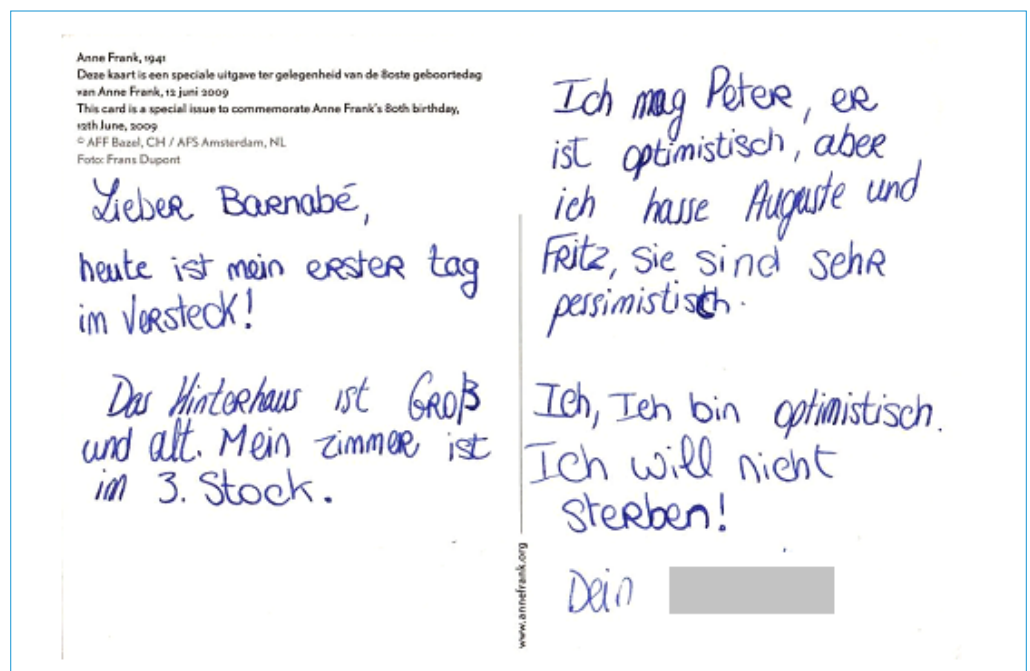 Anne Frank, 1941
Deze kaart is een speciale uitgave ter gelegenheid van de 80ste geboortedag
van Anne Frank, 12 juni 2009
This card is a special issue to commemorate Anne Frank's 80th birthday,
12th June, 2009
© AFF Bazel, CH / AFS Amsterdam, NL
Foto: Frans Dupont
Lieber Barnabé,
heute ist mein erster tag
im Versteck!
Das Hinterhaus ist Groß
und alt. Mein zimmer ist
im 3. Stock.
www.annefrank.org
Ich mag Peter, er
ist optimistisch, aber
ich hasse Auguste und
Fritz, Sie sind sehr
pessimistisch.
Ich, Ich bin optimistisch.
Ich will nicht
sterben!
Dein